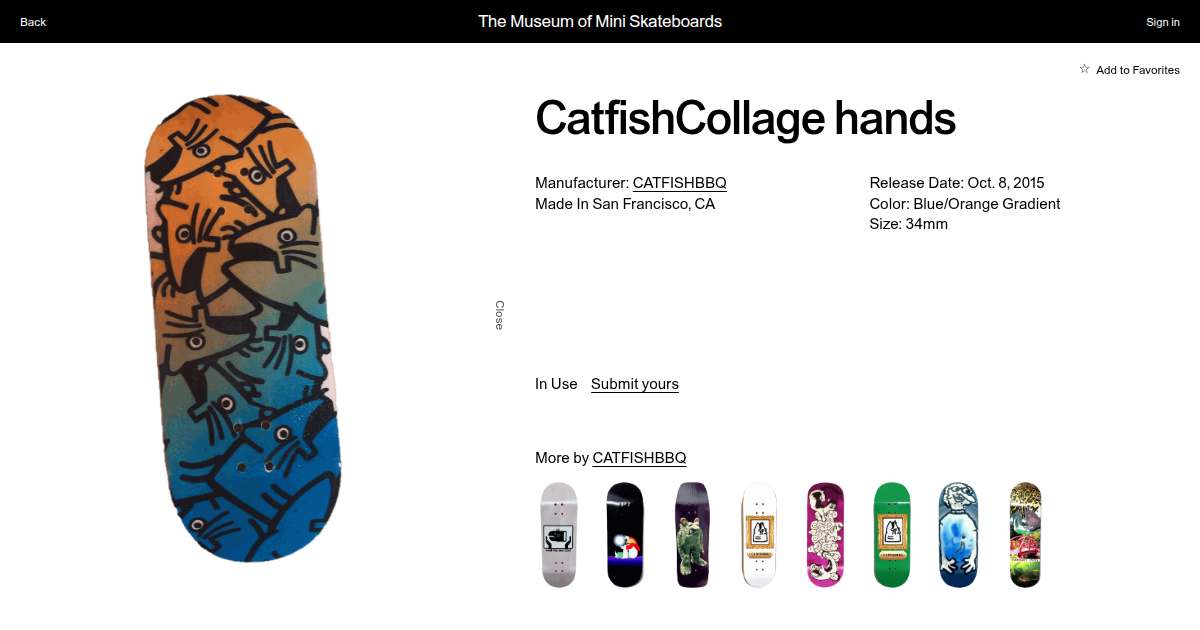 Back
The Museum of Mini Skateboards
Sign in
☆ Add to Favorites
CatfishCollage hands
Manufacturer: CATFISHBBQ
Made In San Francisco, CA
Release Date: Oct. 8, 2015
Color: Blue/Orange Gradient
Size: 34mm
Close
In Use Submit yours
More by CATFISHBBQ